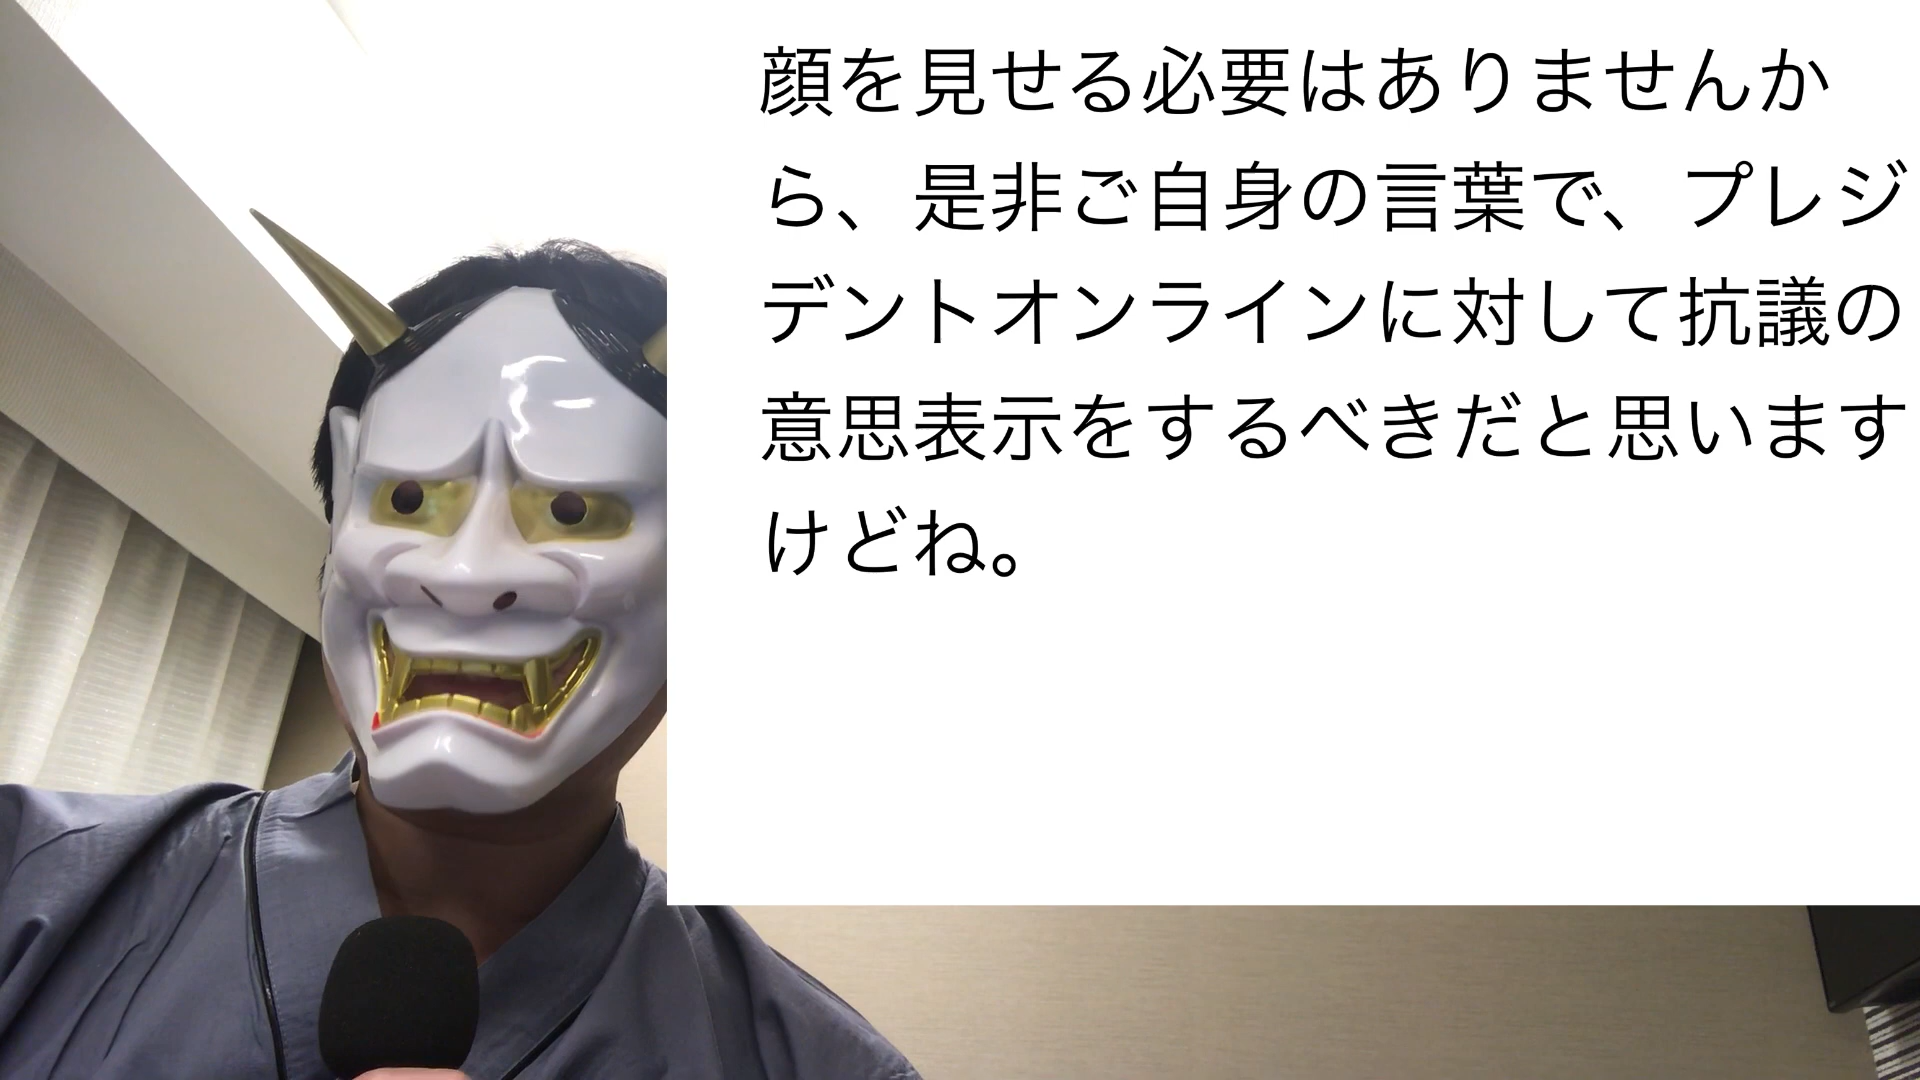 顔を見せる必要はありませんか
ら、是非ご自身の言葉で、プレジ
デントオンラインに対して抗議の
意思表示をするべきだと思います
けどね。